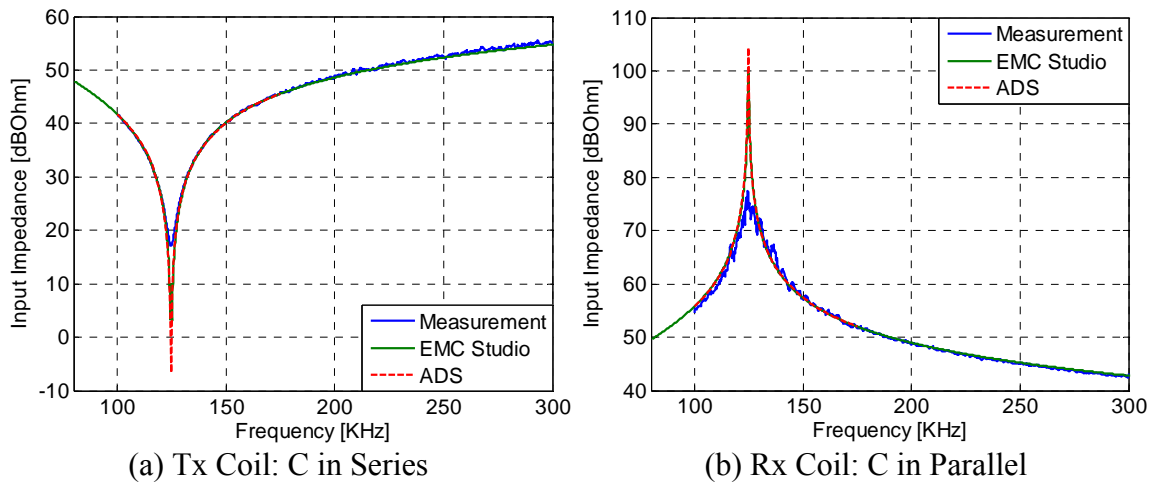 60
50
40
30
20
10
0
-10
Input Impedance [dBOhm]
100 150 200 250 300
Frequency [KHz]
Measurement
EMC Studio
ADS
(a) Tx Coil: C in Series
110
100
90
80
70
60
50
40
Input Impedance [dBOhm]
100 150 200 250 300
Frequency [KHz]
Measurement
EMC Studio
ADS
(b) Rx Coil: C in Parallel